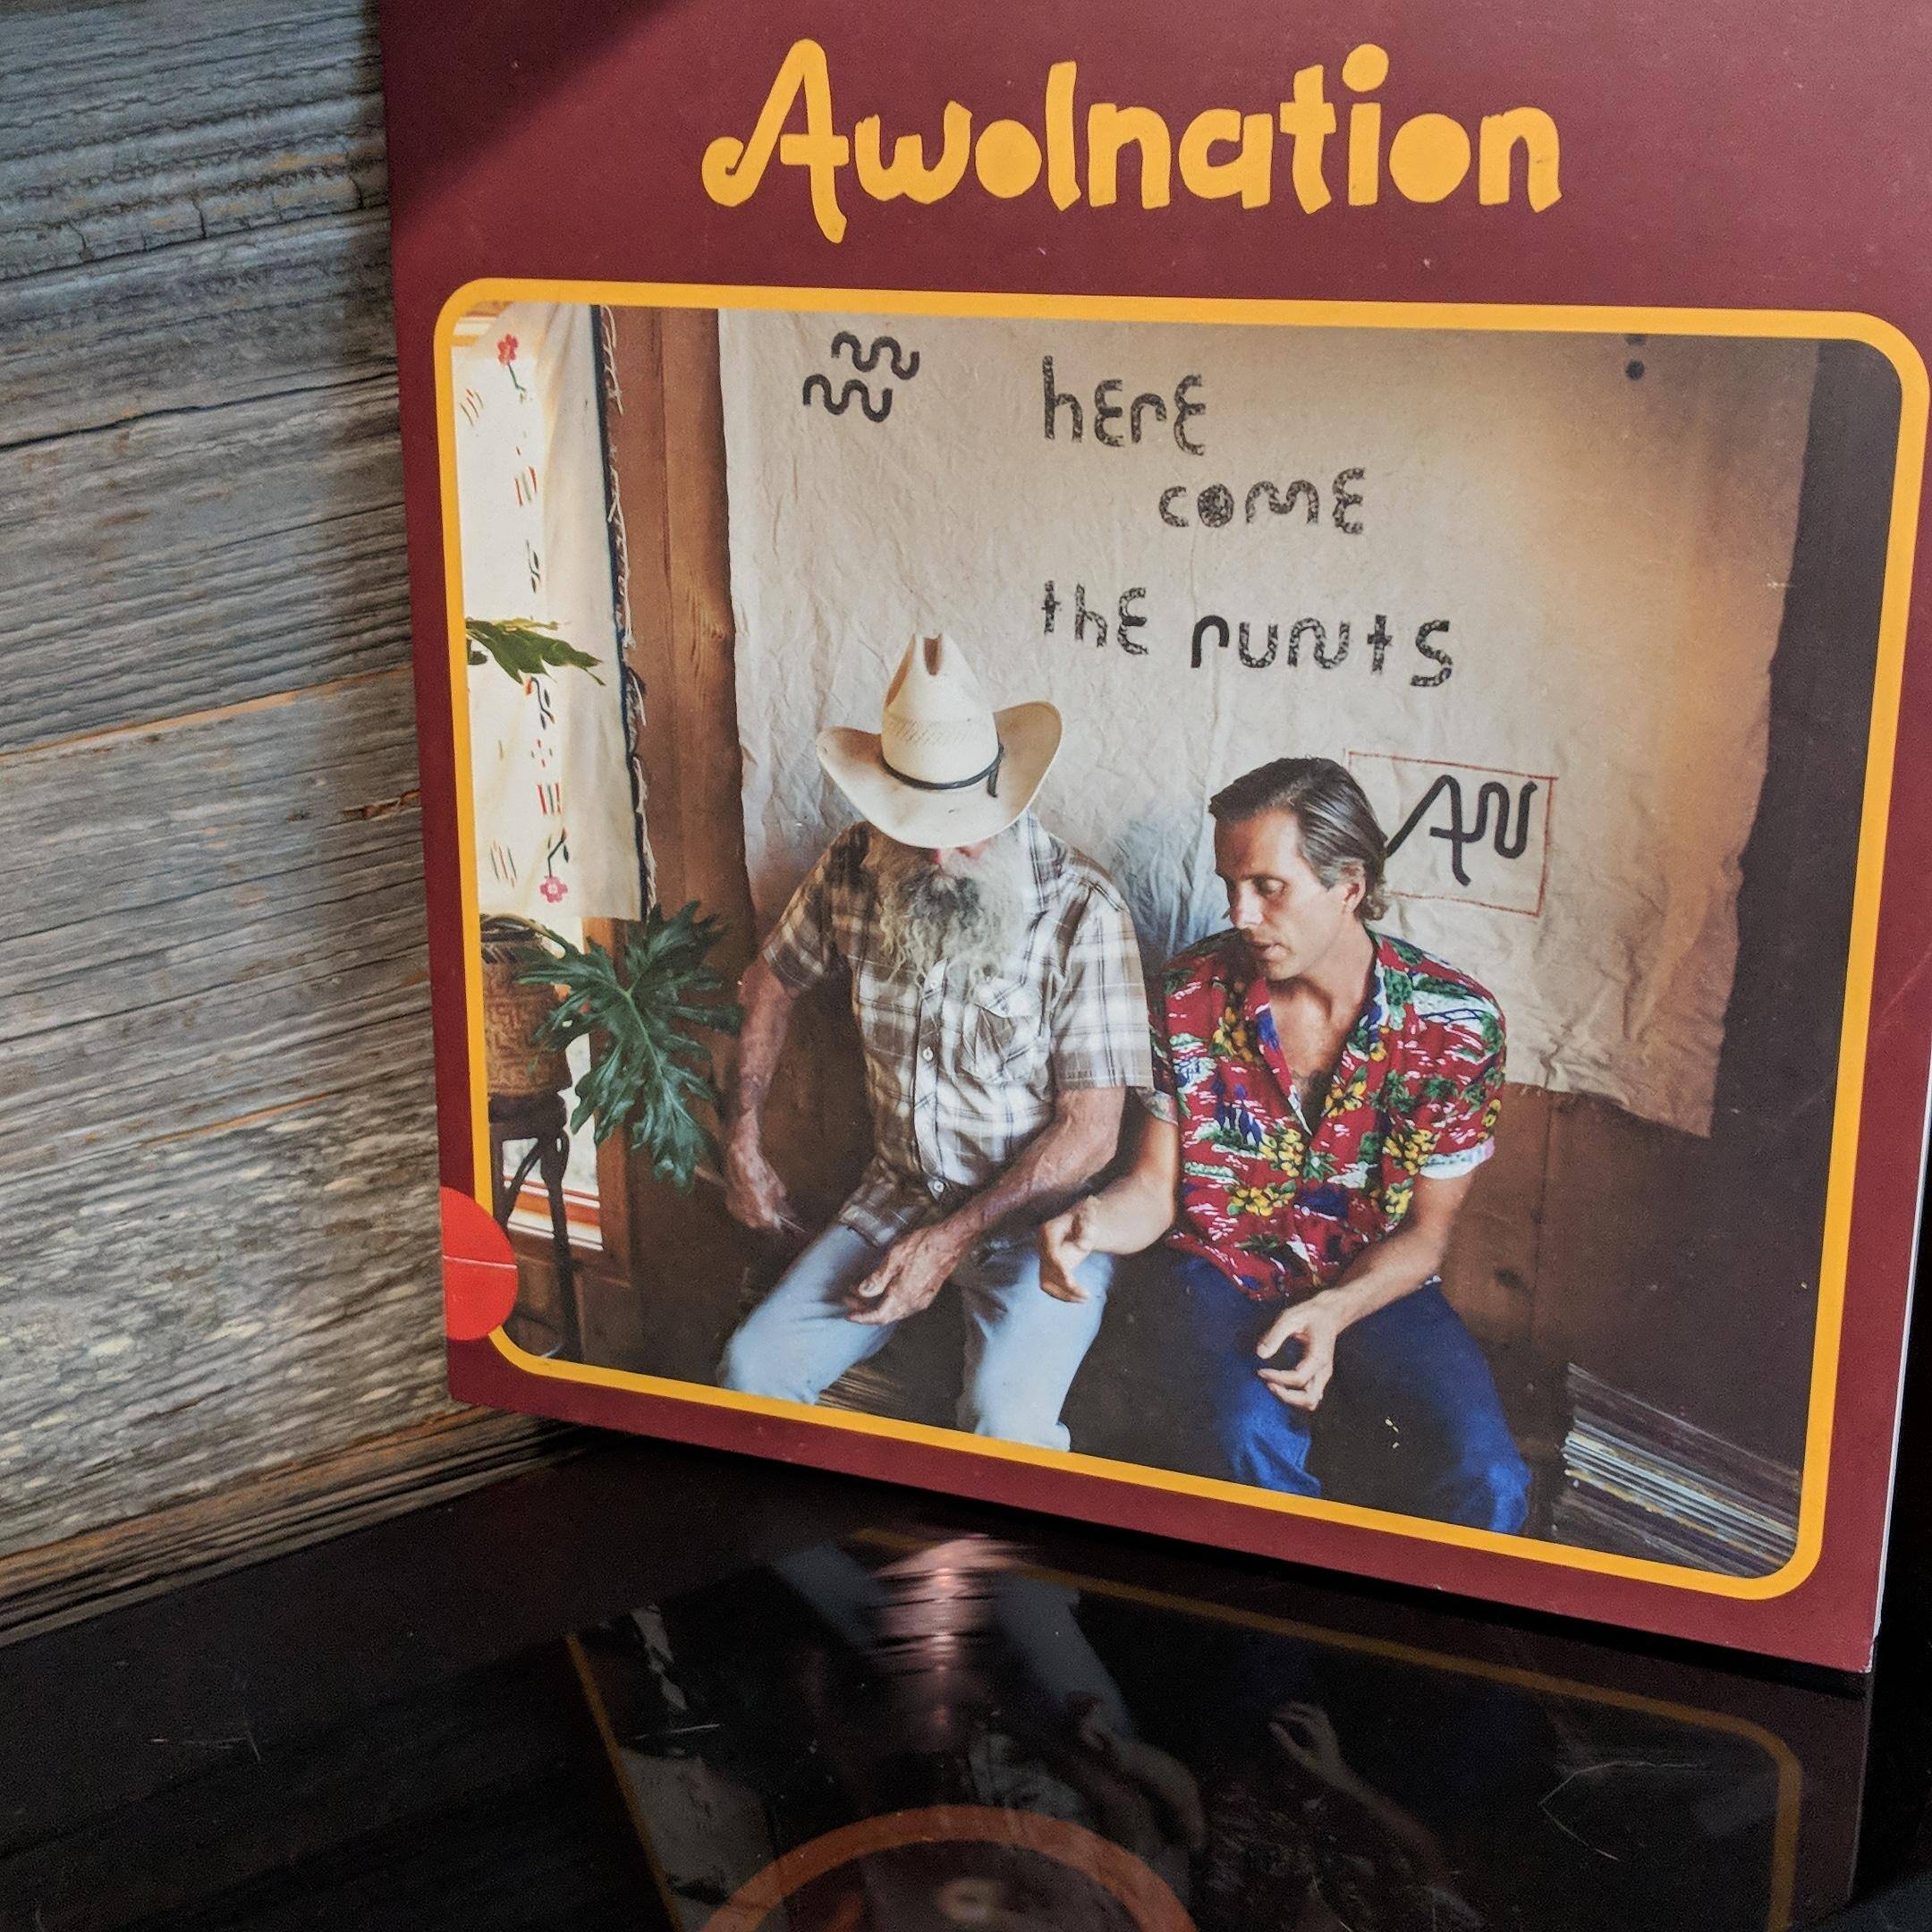 Awolnation
here
come
the runts
AN